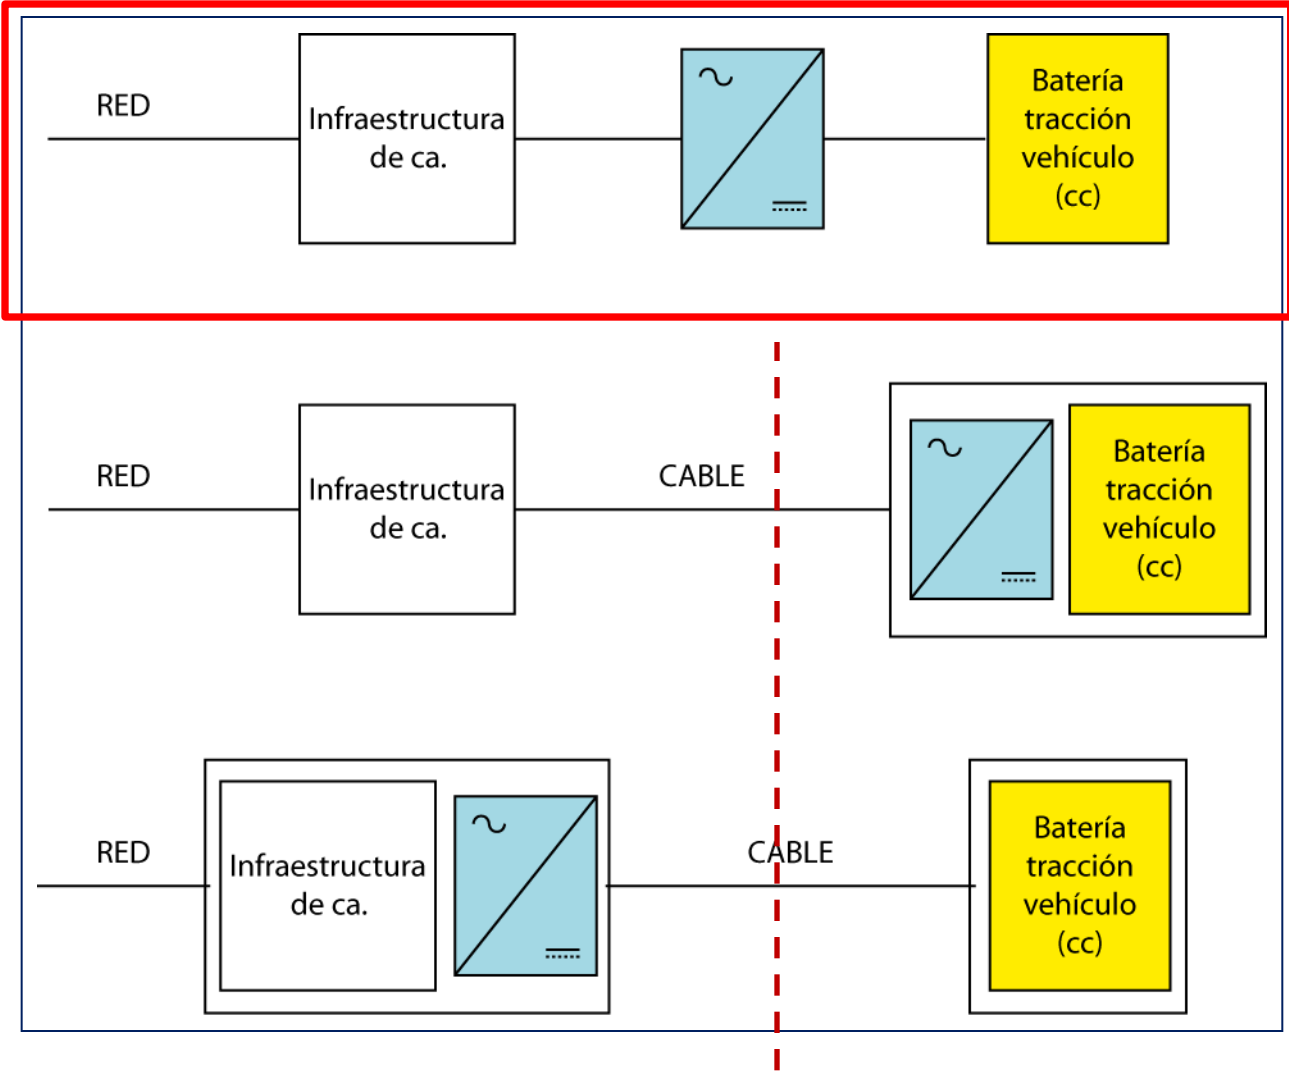 RED
Infraestructura
de ca.
Batería
tracción
vehículo
(cc)
RED
Infraestructura
de ca.
CABLE
Batería
tracción
vehículo
(cc)
RED
Infraestructura
de ca.
CABLE
Batería
tracción
vehículo
(cc)